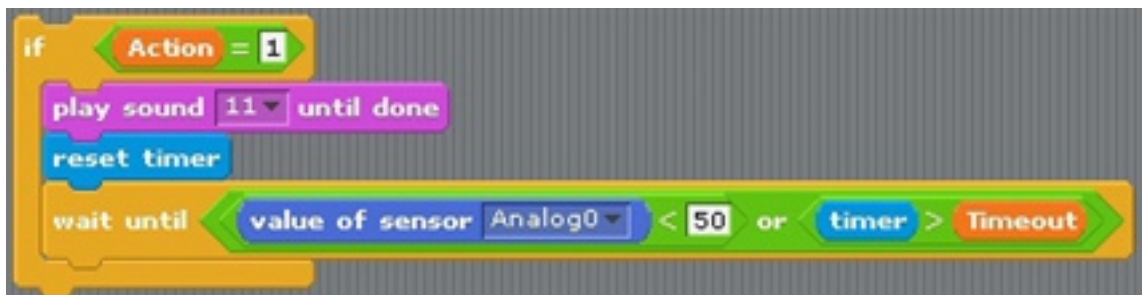 if Action = 1
play sound 11 until done
reset timer
wait until value of sensor Analog0 < 50 or timer > Timeout